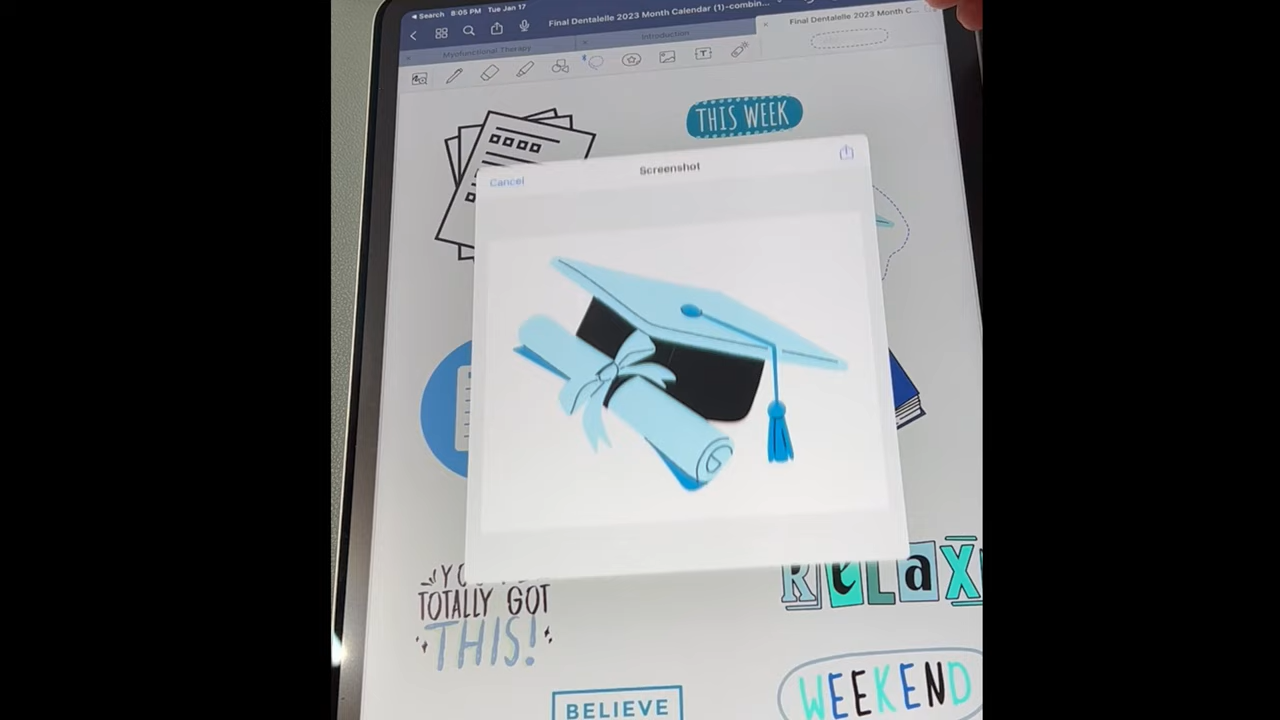 Search 8:05 PM Tue Jan 17
Final Dentalelle 2023 Month Calendar (1)-combin...
Myofunctional Therapy
Introduction
Final Dentalelle 2023 Month C...
THIS WEEK
Cancel
Screenshot
TOTALLY GOT
THIS!
RELAX
WEEKEND
BELIEVE